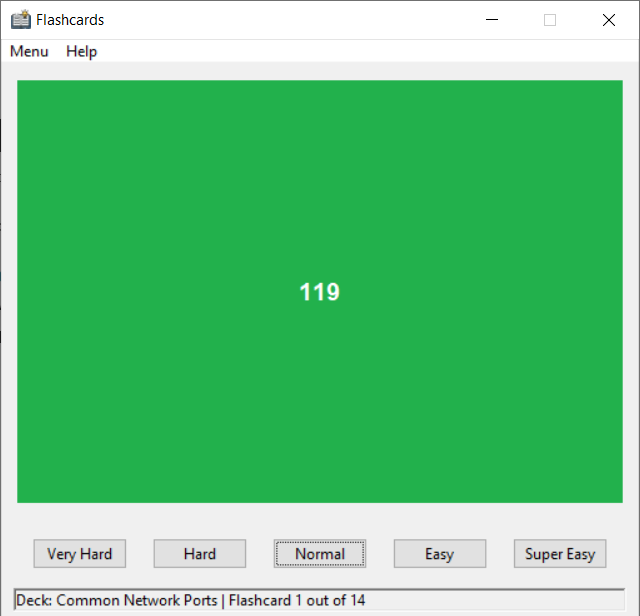 Flashcards
Menu Help
119
Very Hard Hard Normal Easy Super Easy
Deck: Common Network Ports | Flashcard 1 out of 14